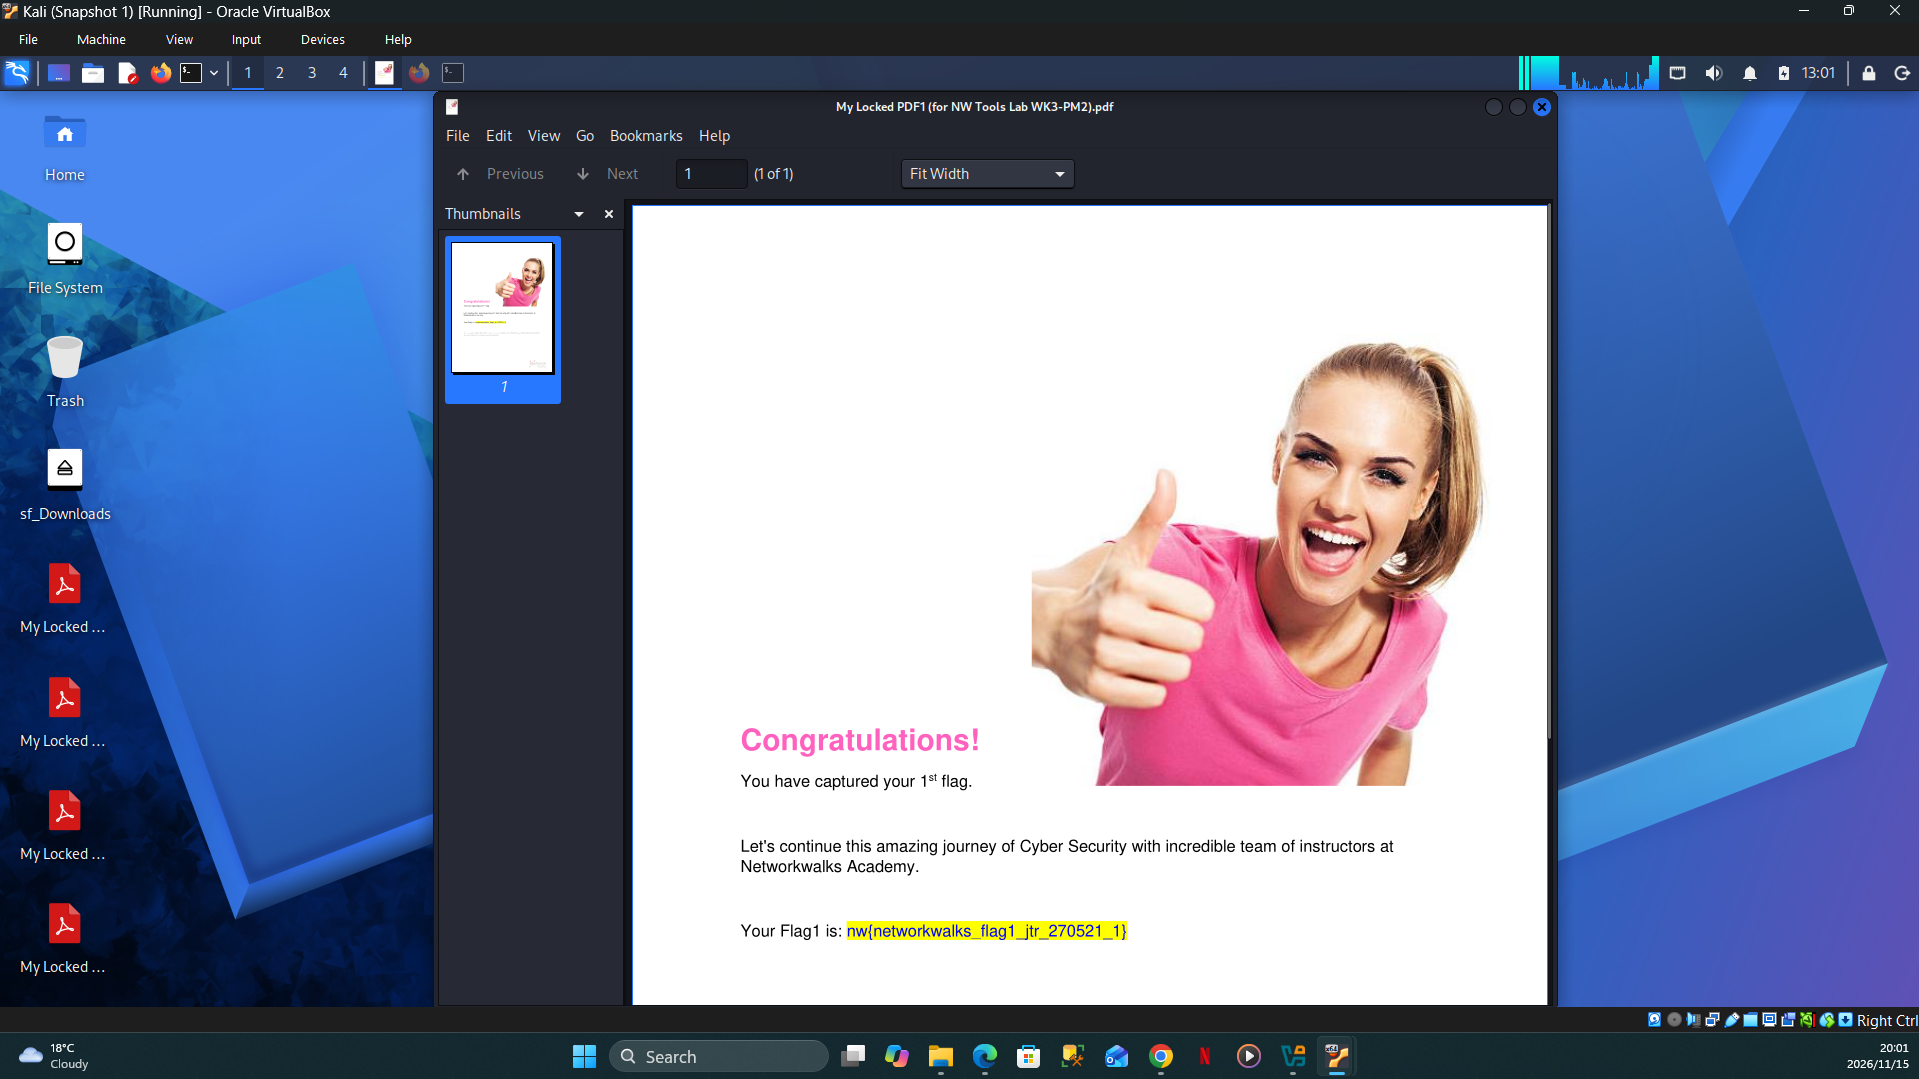 Kali (Snapshot 1) [Running] - Oracle VirtualBox
File Machine View Input Devices Help
1 2 3 4
13:01
Home
File System
Trash
sf_Downloads
My Locked ...
My Locked ...
My Locked ...
My Locked ...
My Locked PDF1 (for NW Tools Lab WK3-PM2).pdf
File Edit View Go Bookmarks Help
Previous Next 1 (1 of 1) Fit Width
Thumbnails
1
Congratulations!
You have captured your 1st flag.
Let's continue this amazing journey of Cyber Security with incredible team of instructors at
Networkwalks Academy.
Your Flag1 is: nw{networkwalks_flag1_jtr_270521_1}
Right Ctrl
18°C
Cloudy
Search
20:01
2026/11/15